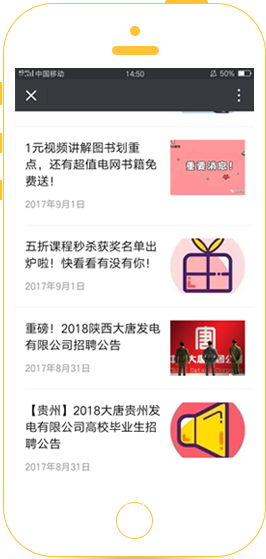 中国移动 14:50 50%
1元视频讲解图书划重
点，还有超值电网书籍免
费送！
重要消息！
2017年9月1日
五折课程秒杀获奖名单出
炉啦！快看看有没有你！
2017年9月1日
重磅！2018陕西大唐发电
有限公司招聘公告
唐
2017年8月31日
【贵州】2018大唐贵州发
电有限公司高校毕业生招
聘公告
2017年8月31日